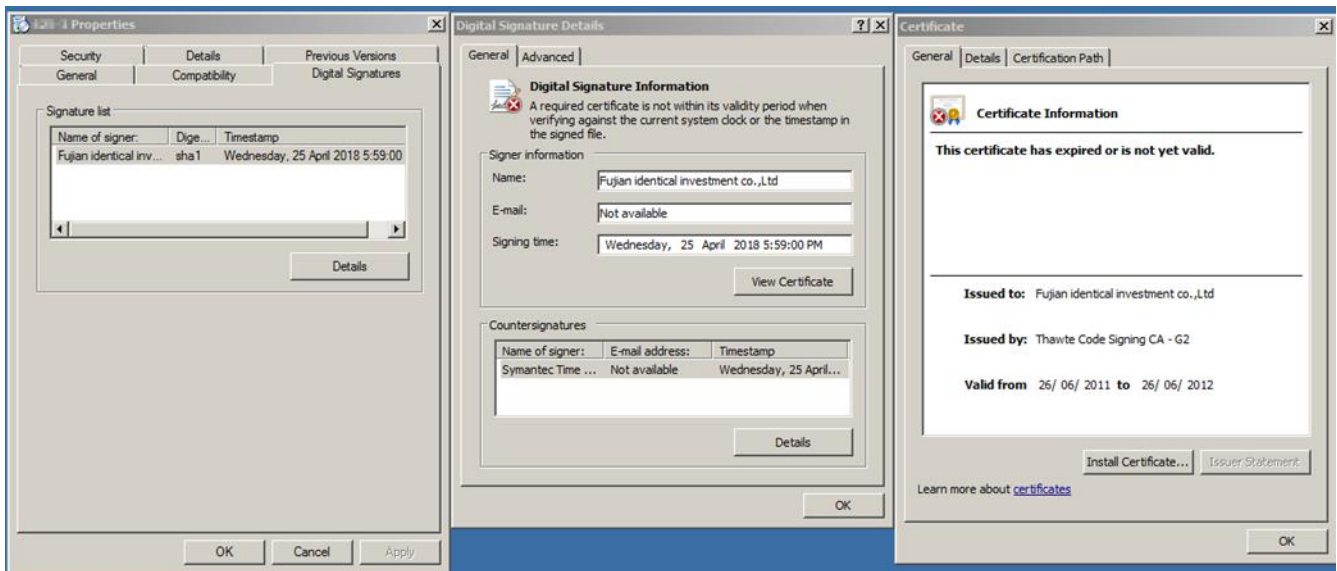 Properties
Security Details Previous Versions
General Compatibility Digital Signatures
Signature list
Name of signer: Dige... Timestamp
Fujian identical inv... sha1 Wednesday, 25 April 2018 5:59:00
Details
OK Cancel Apply
Digital Signature Details
General Advanced
Digital Signature Information
A required certificate is not within its validity period when
verifying against the current system clock or the timestamp in
the signed file.
Signer information
Name: Fujian identical investment co.,Ltd
E-mail: Not available
Signing time: Wednesday, 25 April 2018 5:59:00 PM
View Certificate
Countersignatures
Name of signer: E-mail address: Timestamp
Symantec Time ... Not available Wednesday, 25 April...
Details
OK
Certificate
General Details Certification Path
Certificate Information
This certificate has expired or is not yet valid.
Issued to: Fujian identical investment co.,Ltd
Issued by: Thawte Code Signing CA - G2
Valid from 26/ 06/ 2011 to 26/ 06/ 2012
Install Certificate... Issuer Statement
Learn more about certificates
OK